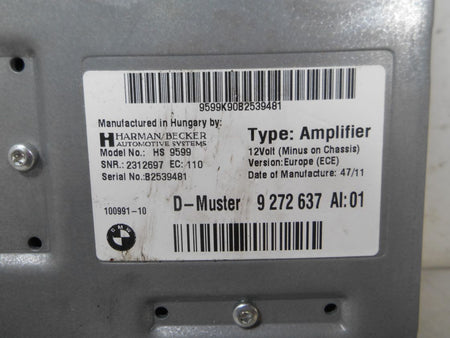 9599K90B2539481
Manufactured in Hungary by:
HARMAN/BECKER
AUTOMOTIVE SYSTEMS
Model No.: HS 9599
SNR.: 2312697 EC: 110
Serial No.:B2539481
Type: Amplifier
12Volt (Minus on Chassis)
Version:Europe (ECE)
Date of Manufacture: 47/11
100991-10
D-Muster 9 272 637 AI:01
BMW